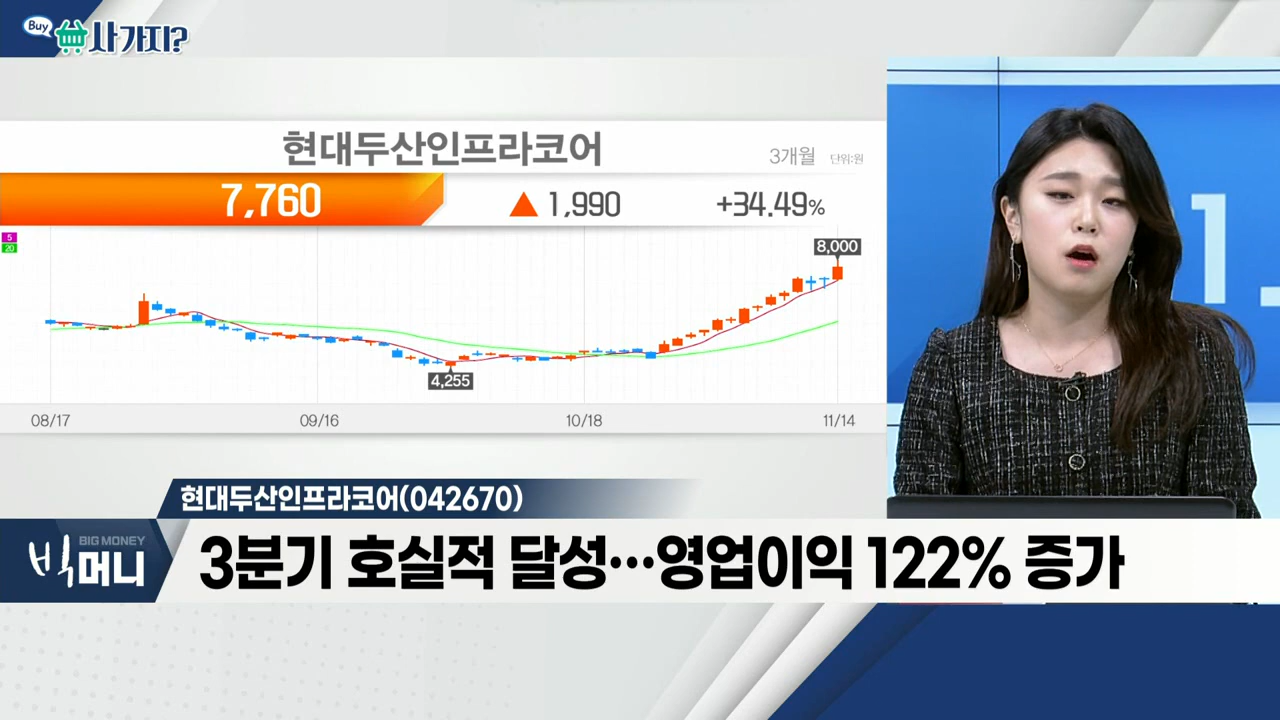 Buy
사가지?
현대두산인프라코어
3개월 단위:원
7,760 ▲ 1,990 +34.49%
5
20
8,000
4,255
08/17 09/16 10/18 11/14
1.
현대두산인프라코어(042670)
BIG MONEY
빅머니
3분기 호실적 달성…영업이익 122% 증가